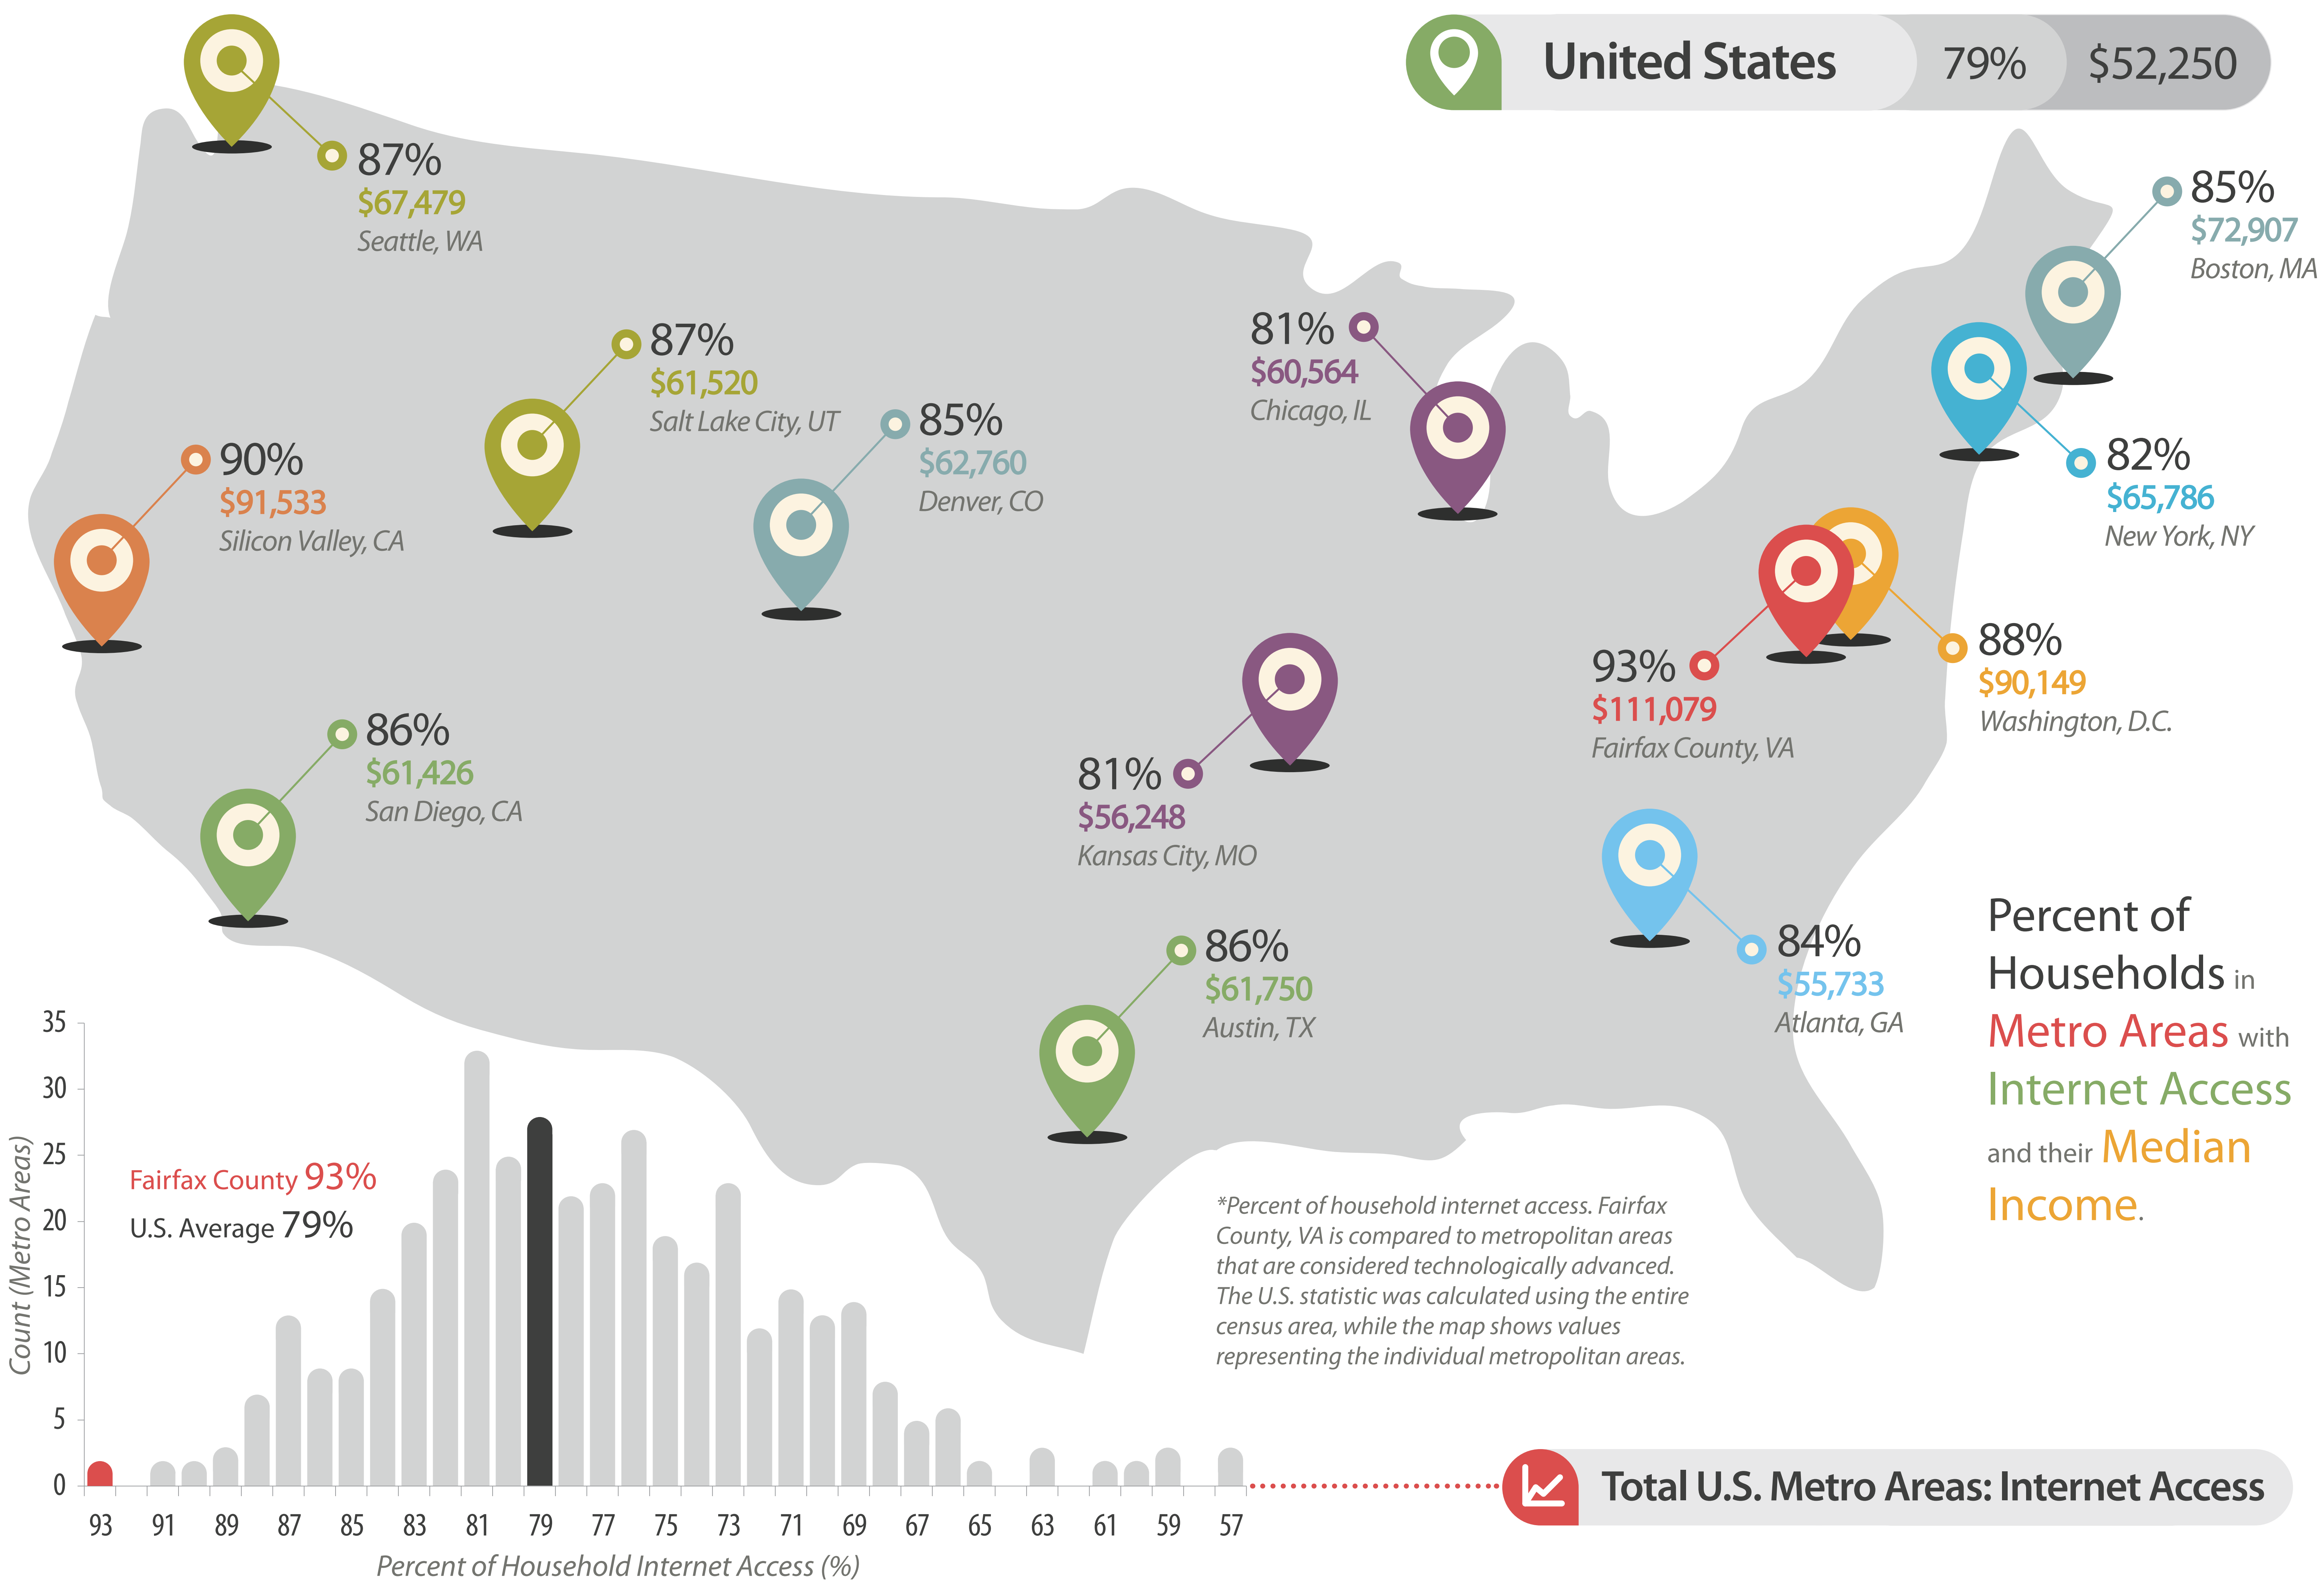 United States 79% $52,250
87%
$67,479
Seattle, WA
85%
$72,907
Boston, MA
87%
$61,520
Salt Lake City, UT
81%
$60,564
Chicago, IL
85%
$62,760
Denver, CO
90%
$91,533
Silicon Valley, CA
82%
$65,786
New York, NY
93%
$111,079
Fairfax County, VA
88%
$90,149
Washington, D.C.
86%
$61,426
San Diego, CA
81%
$56,248
Kansas City, MO
86%
$61,750
Austin, TX
84%
$55,733
Atlanta, GA
Percent of
Households in
Metro Areas with
Internet Access
and their Median
Income.
*Percent of household internet access. Fairfax
County, VA is compared to metropolitan areas
that are considered technologically advanced.
The U.S. statistic was calculated using the entire
census area, while the map shows values
representing the individual metropolitan areas.
Count (Metro Areas)
35
30
25
20
15
10
5
0
Fairfax County 93%
U.S. Average 79%
93 91 89 87 85 83 81 79 77 75 73 71 69 67 65 63 61 59 57
Percent of Household Internet Access (%)
Total U.S. Metro Areas: Internet Access